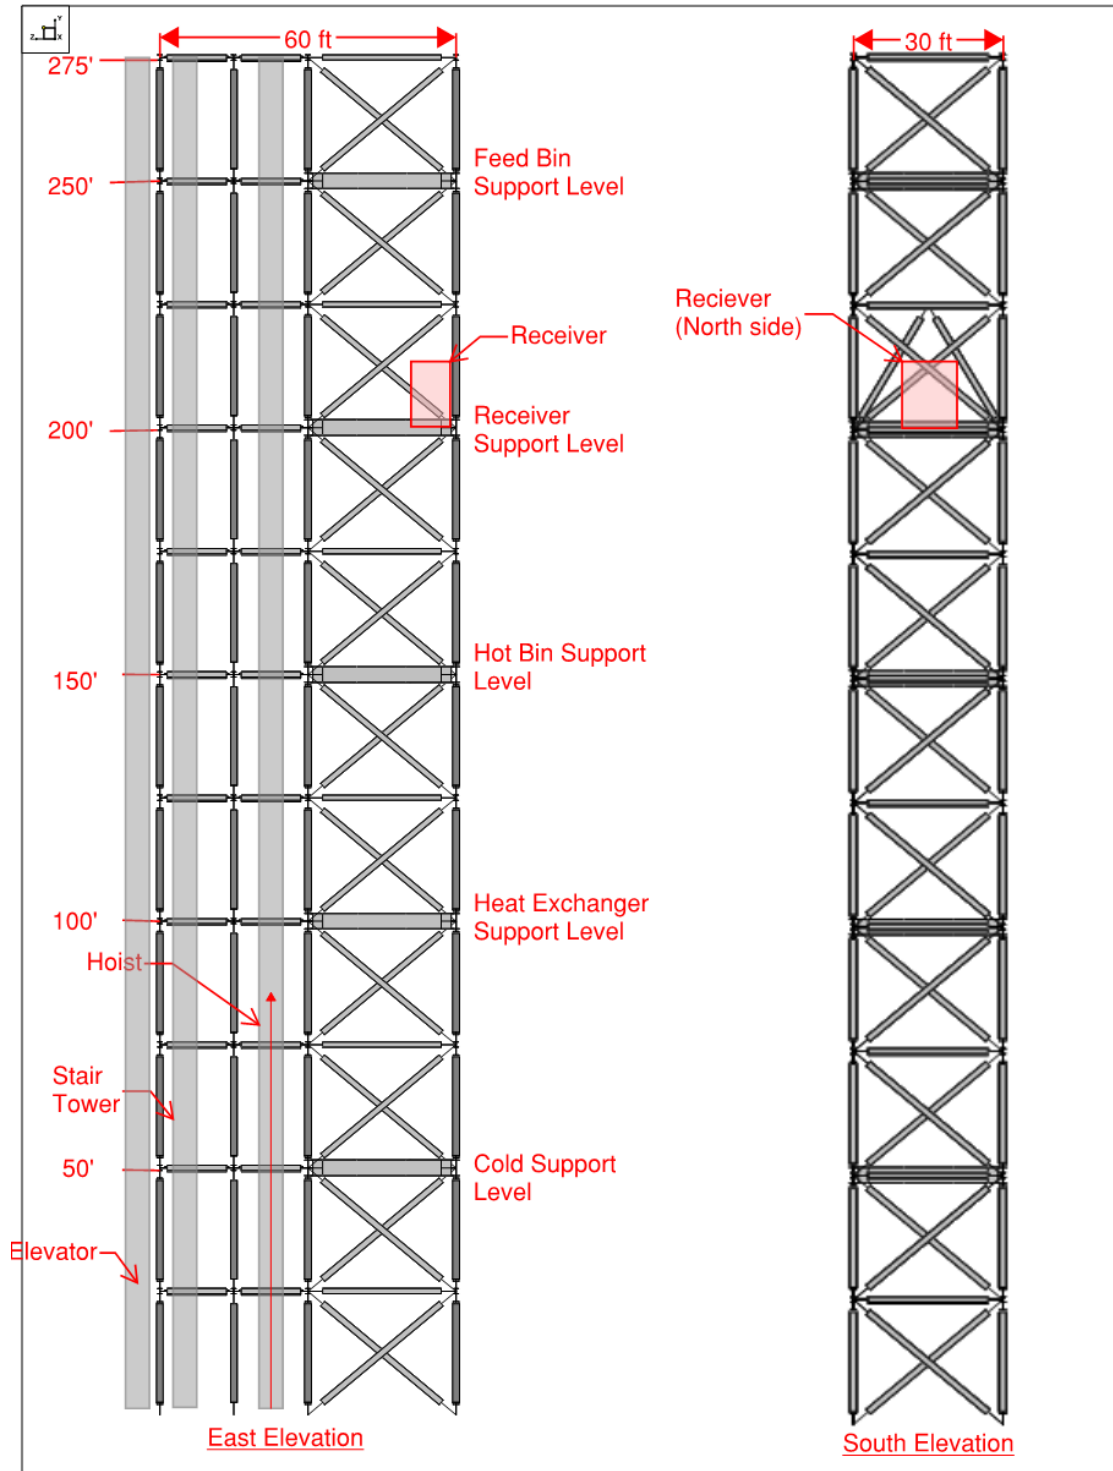 Y
Z
X
60 ft
30 ft
275'
Feed Bin
Support Level
250'
Reciever
(North side)
Receiver
Receiver
Support Level
200'
Hot Bin Support
Level
150'
Heat Exchanger
Support Level
100'
Hoist
Stair
Tower
Cold Support
Level
50'
Elevator
East Elevation
South Elevation